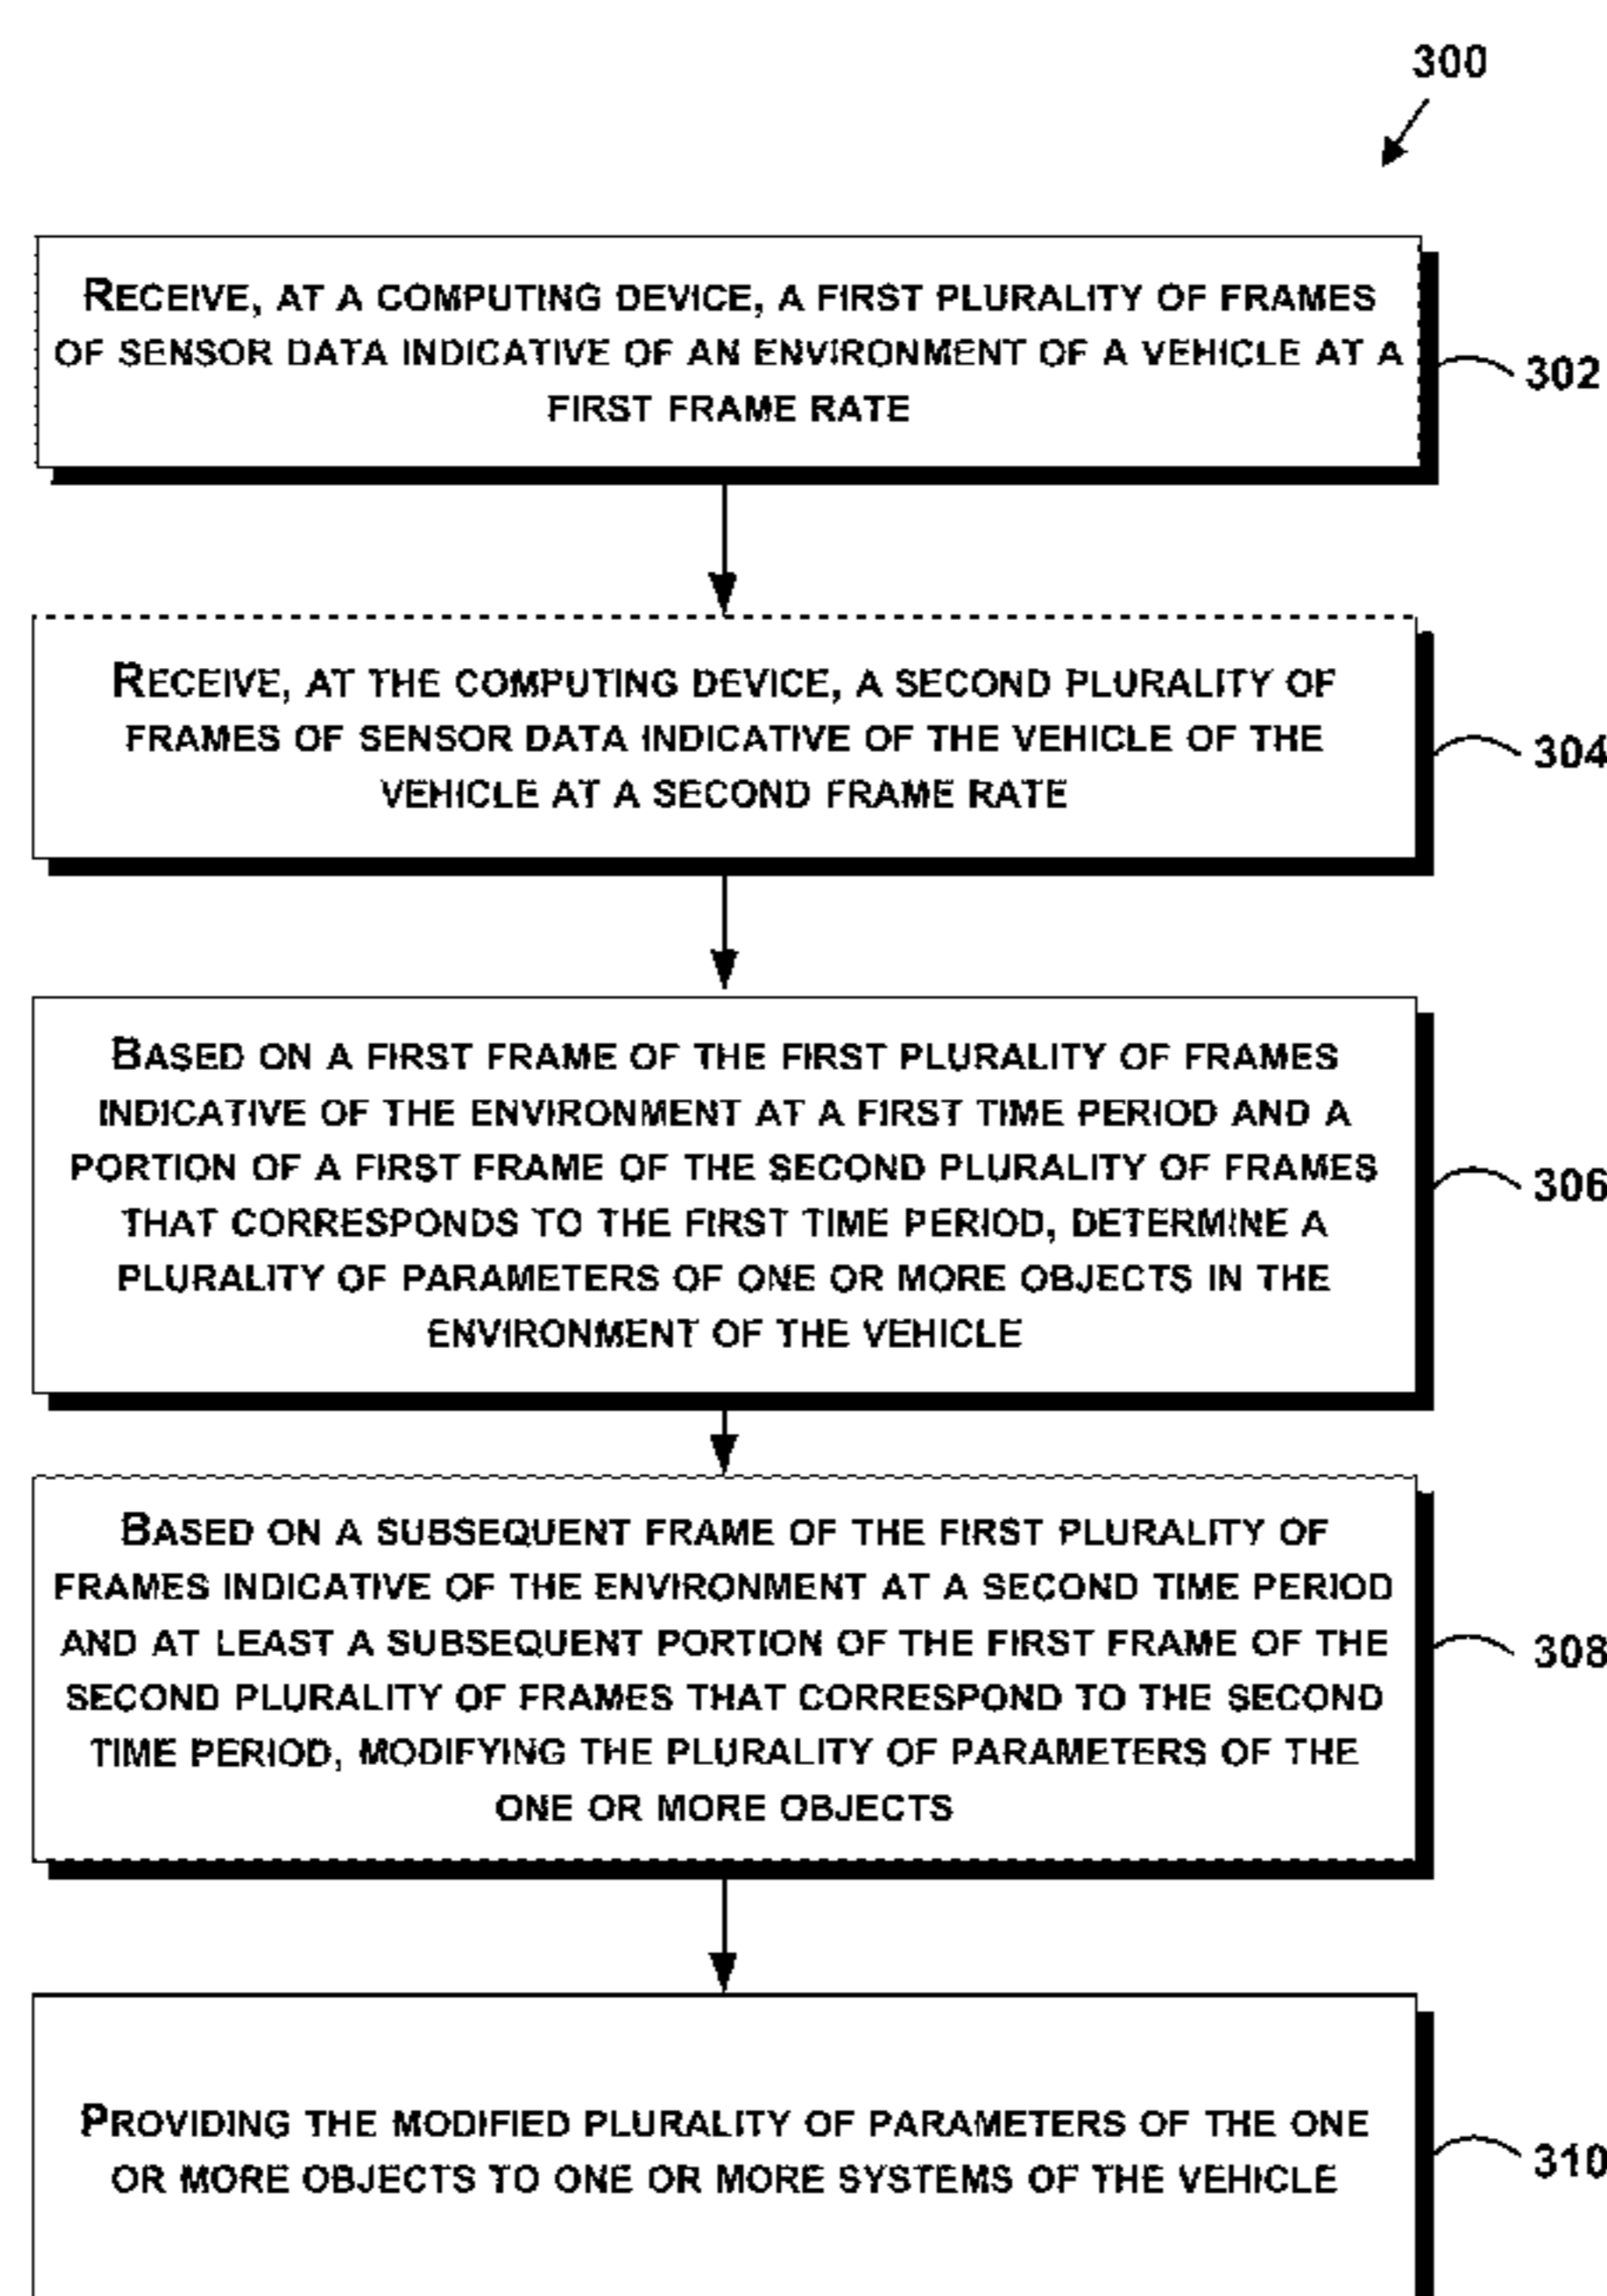 300
RECEIVE, AT A COMPUTING DEVICE, A FIRST PLURALITY OF FRAMES
OF SENSOR DATA INDICATIVE OF AN ENVIRONMENT OF A VEHICLE AT A
FIRST FRAME RATE
302
RECEIVE, AT THE COMPUTING DEVICE, A SECOND PLURALITY OF
FRAMES OF SENSOR DATA INDICATIVE OF THE VEHICLE OF THE
VEHICLE AT A SECOND FRAME RATE
304
BASED ON A FIRST FRAME OF THE FIRST PLURALITY OF FRAMES
INDICATIVE OF THE ENVIRONMENT AT A FIRST TIME PERIOD AND A
PORTION OF A FIRST FRAME OF THE SECOND PLURALITY OF FRAMES
THAT CORRESPONDS TO THE FIRST TIME PERIOD, DETERMINE A
PLURALITY OF PARAMETERS OF ONE OR MORE OBJECTS IN THE
ENVIRONMENT OF THE VEHICLE
306
BASED ON A SUBSEQUENT FRAME OF THE FIRST PLURALITY OF
FRAMES INDICATIVE OF THE ENVIRONMENT AT A SECOND TIME PERIOD
AND AT LEAST A SUBSEQUENT PORTION OF THE FIRST FRAME OF THE
SECOND PLURALITY OF FRAMES THAT CORRESPOND TO THE SECOND
TIME PERIOD, MODIFYING THE PLURALITY OF PARAMETERS OF THE
ONE OR MORE OBJECTS
308
PROVIDING THE MODIFIED PLURALITY OF PARAMETERS OF THE ONE
OR MORE OBJECTS TO ONE OR MORE SYSTEMS OF THE VEHICLE
310